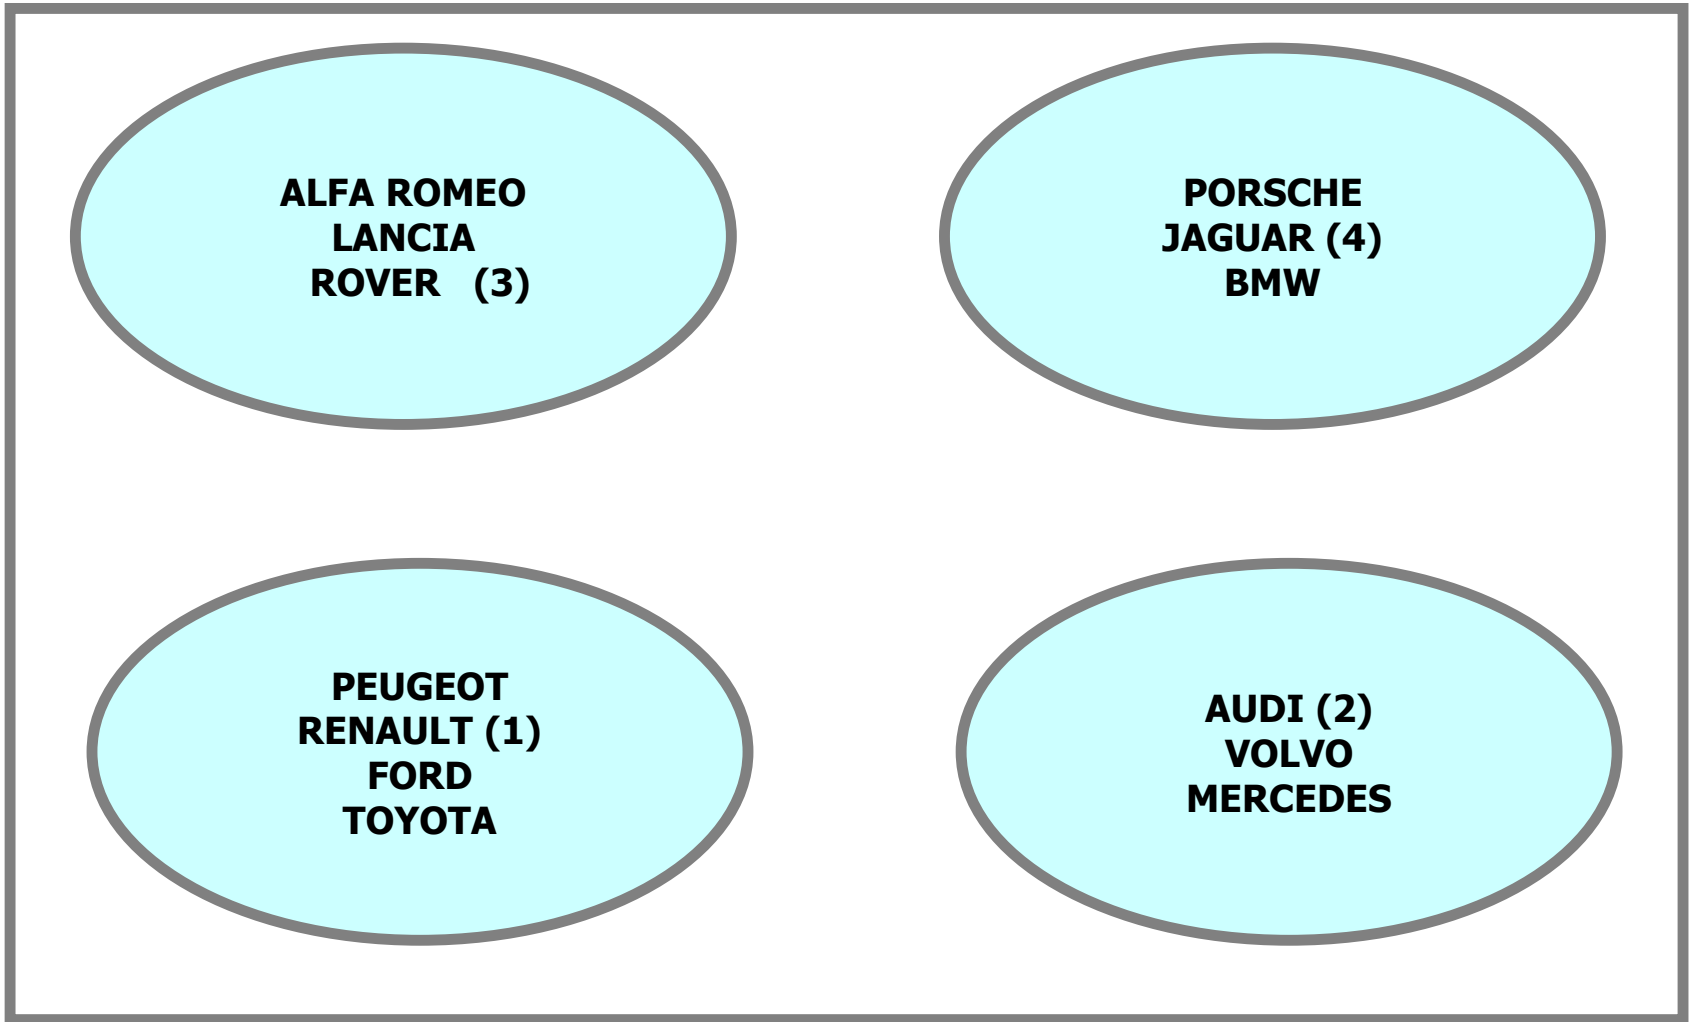 ALFA ROMEO
LANCIA
ROVER (3)
PORSCHE
JAGUAR (4)
BMW
PEUGEOT
RENAULT (1)
FORD
TOYOTA
AUDI (2)
VOLVO
MERCEDES